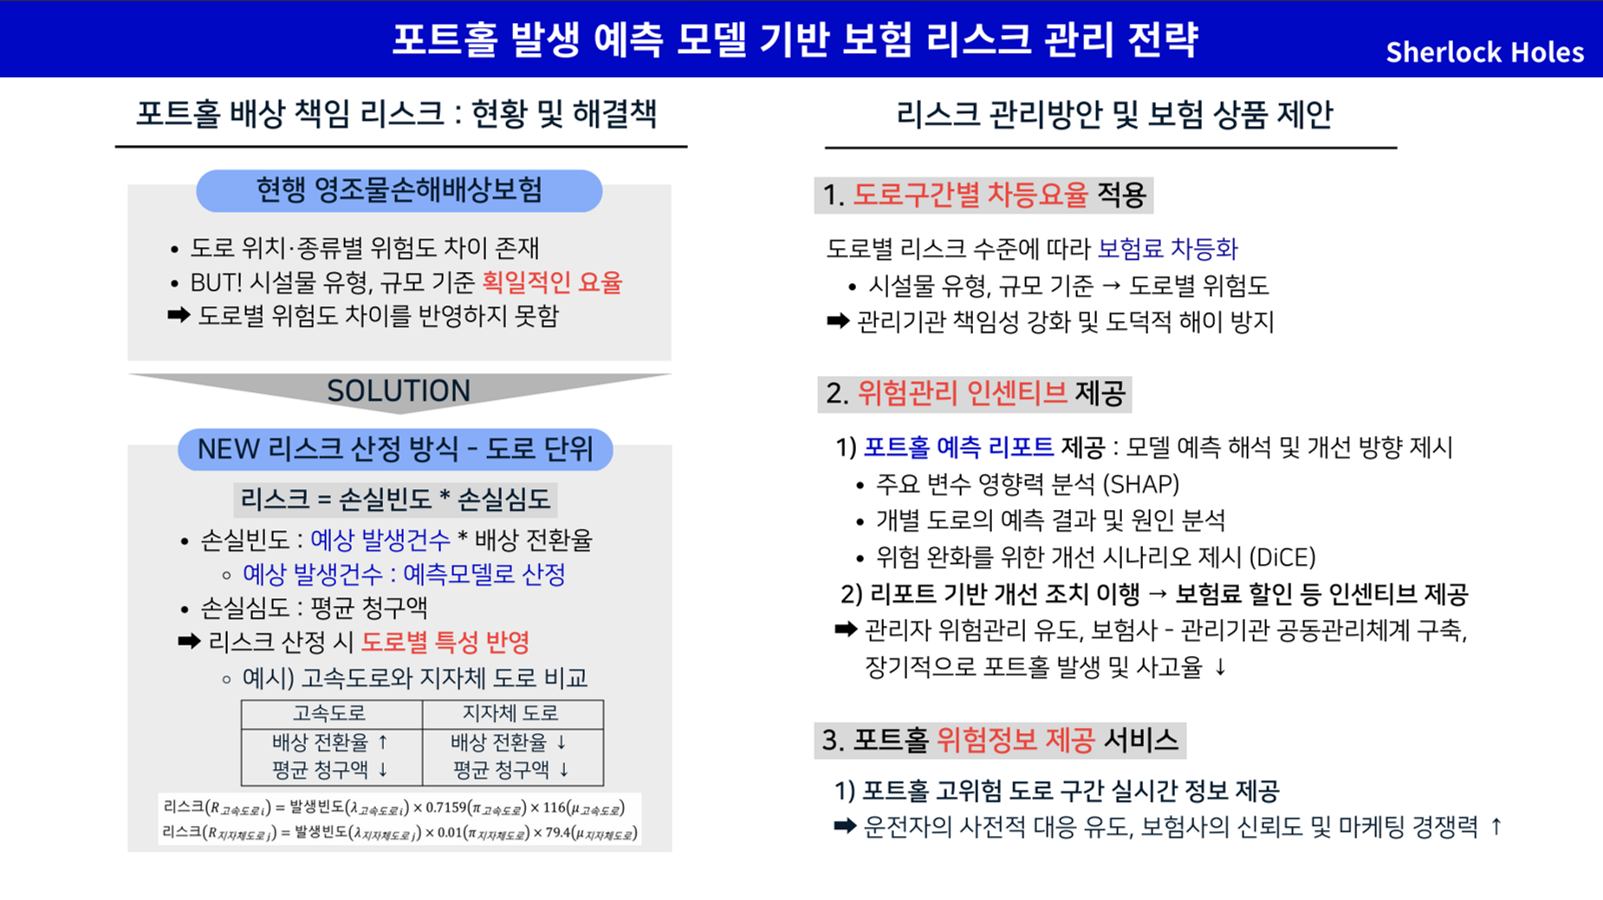 포트홀 발생 예측 모델 기반 보험 리스크 관리 전략
Sherlock Holes
포트홀 배상 책임 리스크 : 현황 및 해결책
현행 영조물손해배상보험
• 도로 위치·종류별 위험도 차이 존재
• BUT! 시설물 유형, 규모 기준 획일적인 요율
➡ 도로별 위험도 차이를 반영하지 못함
SOLUTION
NEW 리스크 산정 방식 - 도로 단위
리스크 = 손실빈도 * 손실심도
• 손실빈도 : 예상 발생건수 * 배상 전환율
◦ 예상 발생건수 : 예측모델로 산정
• 손실심도 : 평균 청구액
➡ 리스크 산정 시 도로별 특성 반영
◦ 예시) 고속도로와 지자체 도로 비교
고속도로 지자체 도로
배상 전환율 ↑ 배상 전환율 ↓
평균 청구액 ↓ 평균 청구액 ↓
리스크(R고속도로 i) = 발생빈도(λ고속도로 i) × 0.7159(π고속도로) × 116(μ고속도로)
리스크(R지자체도로 j) = 발생빈도(λ지자체도로 j) × 0.01(π지자체도로) × 79.4(μ지자체도로)
리스크 관리방안 및 보험 상품 제안
1. 도로구간별 차등요율 적용
도로별 리스크 수준에 따라 보험료 차등화
• 시설물 유형, 규모 기준 → 도로별 위험도
➡ 관리기관 책임성 강화 및 도덕적 해이 방지
2. 위험관리 인센티브 제공
1) 포트홀 예측 리포트 제공 : 모델 예측 해석 및 개선 방향 제시
• 주요 변수 영향력 분석 (SHAP)
• 개별 도로의 예측 결과 및 원인 분석
• 위험 완화를 위한 개선 시나리오 제시 (DiCE)
2) 리포트 기반 개선 조치 이행 → 보험료 할인 등 인센티브 제공
➡ 관리자 위험관리 유도, 보험사 - 관리기관 공동관리체계 구축,
장기적으로 포트홀 발생 및 사고율 ↓
3. 포트홀 위험정보 제공 서비스
1) 포트홀 고위험 도로 구간 실시간 정보 제공
➡ 운전자의 사전적 대응 유도, 보험사의 신뢰도 및 마케팅 경쟁력 ↑